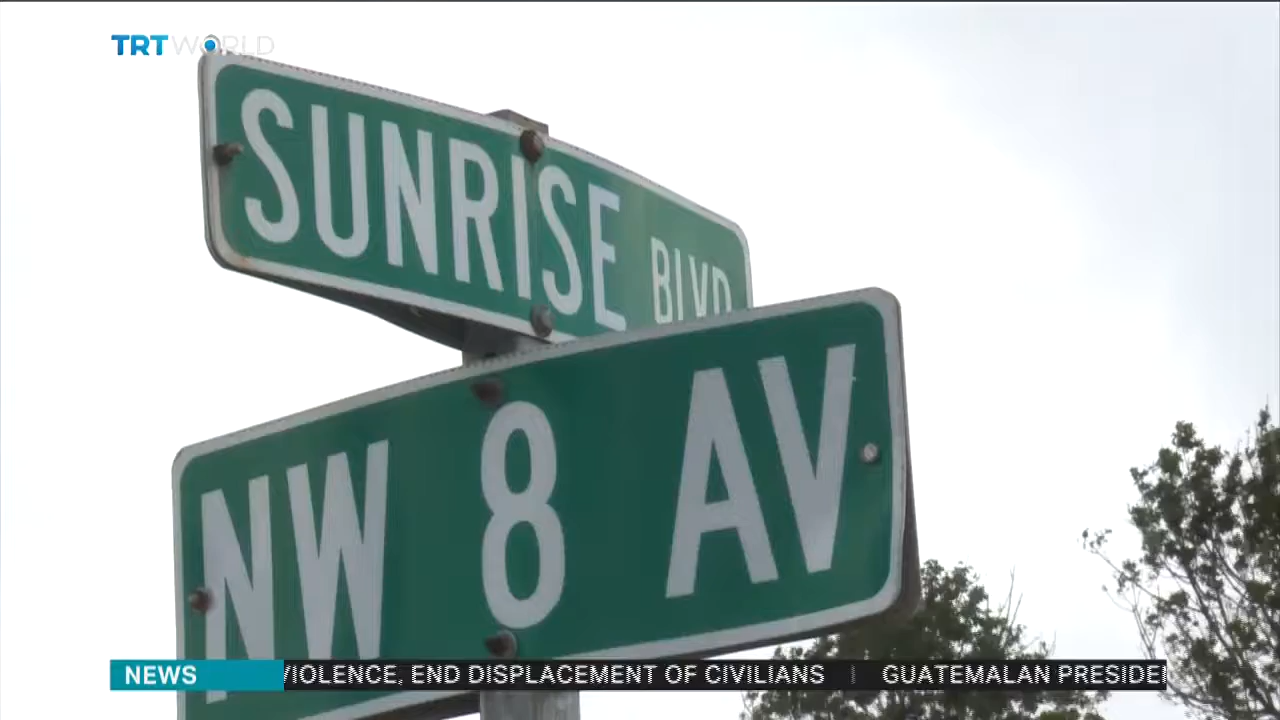 TRT WORLD
SUNRISE BLVD
NW 8 AV
NEWS VIOLENCE, END DISPLACEMENT OF CIVILIANS | GUATEMALAN PRESIDE